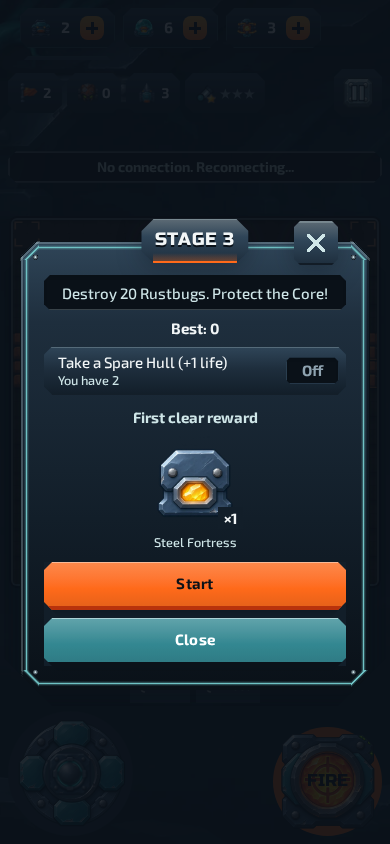 2 6 3
2 0 3
No connection. Reconnecting...
STAGE 3
Destroy 20 Rustbugs. Protect the Core!
Best: 0
Take a Spare Hull (+1 life)
You have 2
Off
First clear reward
×1
Steel Fortress
Start
Close
FIRE